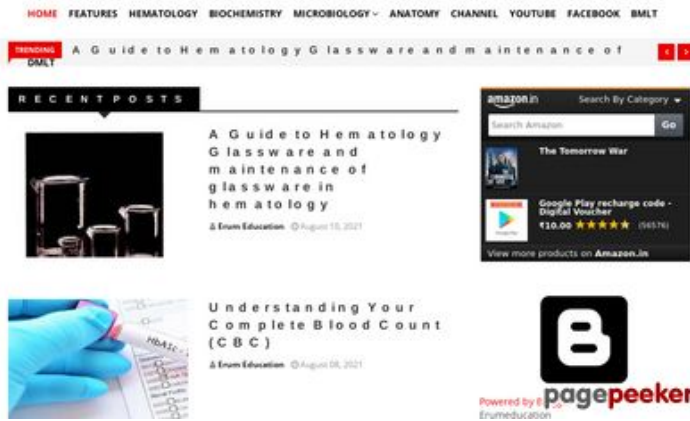 HOME FEATURES HEMATOLOGY BIOCHEMISTRY MICROBIOLOGY ANATOMY CHANNEL YOUTUBE FACEBOOK BMLT
DMLT
TRENDING A Guide to Hematology Glassware and maintenance of
RECENT POSTS
A Guide to Hematology
Glassware and
maintenance of
glassware in
hematology
Erum Education August 10, 2021
Understanding Your
Complete Blood Count
(CBC)
Erum Education August 08, 2021
HbA1c
amazon.in Search By Category
Search Amazon Go
The Tomorrow War
Google Play recharge code -
Digital Voucher
₹10.00 (56576)
View more products on Amazon.in
pagepeeker
Powered by
Erumeducation